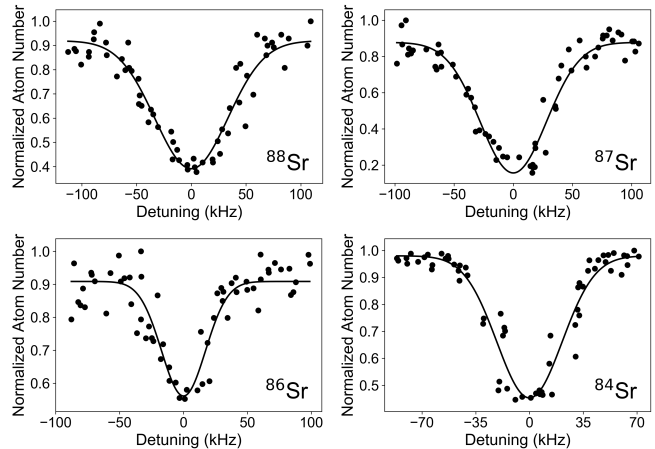 1.0
0.9
0.8
0.7
0.6
0.5
0.4
Normalized Atom Number
−100 −50 0 50 100
Detuning (kHz)
⁸⁸Sr
1.0
0.8
0.6
0.4
0.2
Normalized Atom Number
−100 −50 0 50 100
Detuning (kHz)
⁸⁷Sr
1.0
0.9
0.8
0.7
0.6
Normalized Atom Number
−100 −50 0 50 100
Detuning (kHz)
⁸⁶Sr
1.0
0.9
0.8
0.7
0.6
0.5
Normalized Atom Number
−70 −35 0 35 70
Detuning (kHz)
⁸⁴Sr